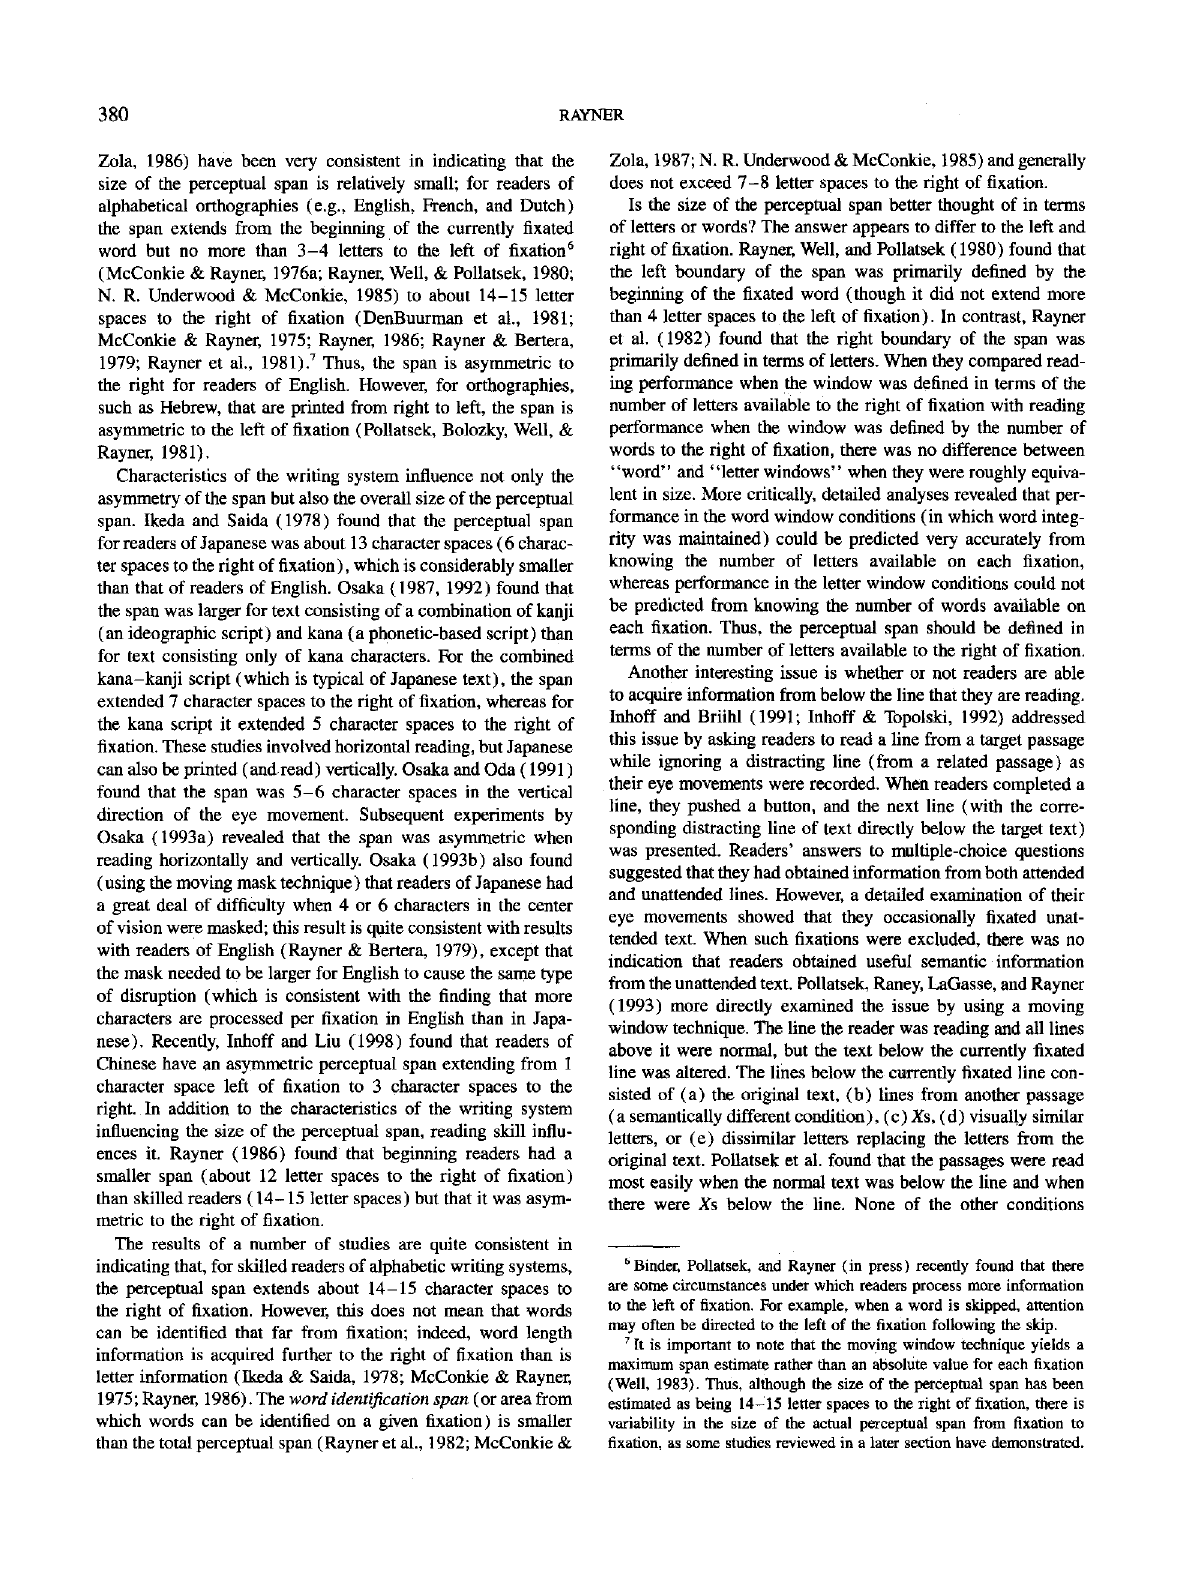 380
RAYNER
Zola, 1986) have been very consistent in indicating that the
size of the perceptual span is relatively small; for readers of
alphabetical orthographies (e.g., English, French, and Dutch)
the span extends from the beginning of the currently fixated
word but no more than 3–4 letters to the left of fixation⁶
(McConkie & Rayner, 1976a; Rayner, Well, & Pollatsek, 1980;
N. R. Underwood & McConkie, 1985) to about 14–15 letter
spaces to the right of fixation (DenBuurman et al., 1981;
McConkie & Rayner, 1975; Rayner, 1986; Rayner & Bertera,
1979; Rayner et al., 1981).⁷ Thus, the span is asymmetric to
the right for readers of English. However, for orthographies,
such as Hebrew, that are printed from right to left, the span is
asymmetric to the left of fixation (Pollatsek, Bolozky, Well, &
Rayner, 1981).
Characteristics of the writing system influence not only the
asymmetry of the span but also the overall size of the perceptual
span. Ikeda and Saida (1978) found that the perceptual span
for readers of Japanese was about 13 character spaces (6 charac-
ter spaces to the right of fixation), which is considerably smaller
than that of readers of English. Osaka (1987, 1992) found that
the span was larger for text consisting of a combination of kanji
(an ideographic script) and kana (a phonetic-based script) than
for text consisting only of kana characters. For the combined
kana–kanji script (which is typical of Japanese text), the span
extended 7 character spaces to the right of fixation, whereas for
the kana script it extended 5 character spaces to the right of
fixation. These studies involved horizontal reading, but Japanese
can also be printed (and read) vertically. Osaka and Oda (1991)
found that the span was 5–6 character spaces in the vertical
direction of the eye movement. Subsequent experiments by
Osaka (1993a) revealed that the span was asymmetric when
reading horizontally and vertically. Osaka (1993b) also found
(using the moving mask technique) that readers of Japanese had
a great deal of difficulty when 4 or 6 characters in the center
of vision were masked; this result is quite consistent with results
with readers of English (Rayner & Bertera, 1979), except that
the mask needed to be larger for English to cause the same type
of disruption (which is consistent with the finding that more
characters are processed per fixation in English than in Japa-
nese). Recently, Inhoff and Liu (1998) found that readers of
Chinese have an asymmetric perceptual span extending from 1
character space left of fixation to 3 character spaces to the
right. In addition to the characteristics of the writing system
influencing the size of the perceptual span, reading skill influ-
ences it. Rayner (1986) found that beginning readers had a
smaller span (about 12 letter spaces to the right of fixation)
than skilled readers (14–15 letter spaces) but that it was asym-
metric to the right of fixation.
The results of a number of studies are quite consistent in
indicating that, for skilled readers of alphabetic writing systems,
the perceptual span extends about 14–15 character spaces to
the right of fixation. However, this does not mean that words
can be identified that far from fixation; indeed, word length
information is acquired further to the right of fixation than is
letter information (Ikeda & Saida, 1978; McConkie & Rayner,
1975; Rayner, 1986). The word identification span (or area from
which words can be identified on a given fixation) is smaller
than the total perceptual span (Rayner et al., 1982; McConkie &
Zola, 1987; N. R. Underwood & McConkie, 1985) and generally
does not exceed 7–8 letter spaces to the right of fixation.
Is the size of the perceptual span better thought of in terms
of letters or words? The answer appears to differ to the left and
right of fixation. Rayner, Well, and Pollatsek (1980) found that
the left boundary of the span was primarily defined by the
beginning of the fixated word (though it did not extend more
than 4 letter spaces to the left of fixation). In contrast, Rayner
et al. (1982) found that the right boundary of the span was
primarily defined in terms of letters. When they compared read-
ing performance when the window was defined in terms of the
number of letters available to the right of fixation with reading
performance when the window was defined by the number of
words to the right of fixation, there was no difference between
“word” and “letter windows” when they were roughly equiva-
lent in size. More critically, detailed analyses revealed that per-
formance in the word window conditions (in which word integ-
rity was maintained) could be predicted very accurately from
knowing the number of letters available on each fixation,
whereas performance in the letter window conditions could not
be predicted from knowing the number of words available on
each fixation. Thus, the perceptual span should be defined in
terms of the number of letters available to the right of fixation.
Another interesting issue is whether or not readers are able
to acquire information from below the line that they are reading.
Inhoff and Briihl (1991; Inhoff & Topolski, 1992) addressed
this issue by asking readers to read a line from a target passage
while ignoring a distracting line (from a related passage) as
their eye movements were recorded. When readers completed a
line, they pushed a button, and the next line (with the corre-
sponding distracting line of text directly below the target text)
was presented. Readers’ answers to multiple-choice questions
suggested that they had obtained information from both attended
and unattended lines. However, a detailed examination of their
eye movements showed that they occasionally fixated unat-
tended text. When such fixations were excluded, there was no
indication that readers obtained useful semantic information
from the unattended text. Pollatsek, Raney, LaGasse, and Rayner
(1993) more directly examined the issue by using a moving
window technique. The line the reader was reading and all lines
above it were normal, but the text below the currently fixated
line was altered. The lines below the currently fixated line con-
sisted of (a) the original text, (b) lines from another passage
(a semantically different condition), (c) Xs, (d) visually similar
letters, or (e) dissimilar letters replacing the letters from the
original text. Pollatsek et al. found that the passages were read
most easily when the normal text was below the line and when
there were Xs below the line. None of the other conditions
⁶ Binder, Pollatsek, and Rayner (in press) recently found that there
are some circumstances under which readers process more information
to the left of fixation. For example, when a word is skipped, attention
may often be directed to the left of the fixation following the skip.
⁷ It is important to note that the moving window technique yields a
maximum span estimate rather than an absolute value for each fixation
(Well, 1983). Thus, although the size of the perceptual span has been
estimated as being 14–15 letter spaces to the right of fixation, there is
variability in the size of the actual perceptual span from fixation to
fixation, as some studies reviewed in a later section have demonstrated.